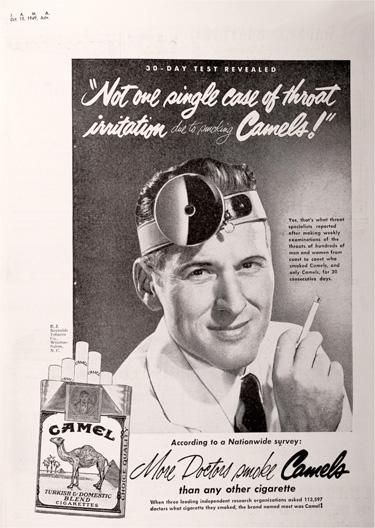 J. A. M. A.
Oct. 15, 1949, Adv.
30-DAY TEST REVEALED
"Not one single case of throat
irritation due to smoking Camels!"
Yes, that's what throat
specialists reported
after making weekly
examinations of the
throats of hundreds of
men and women from
coast to coast who
smoked Camels, and
only Camels, for 30
consecutive days.
R. J.
Reynolds
Tobacco
Co.,
Winston-
Salem,
N. C.
CAMEL
CAMEL
TURKISH & DOMESTIC
BLEND
CIGARETTES
CHOICE QUALITY
According to a Nationwide survey:
More Doctors smoke Camels
than any other cigarette
When three leading independent research organizations asked 113,597
doctors what cigarette they smoked, the brand named most was Camel!